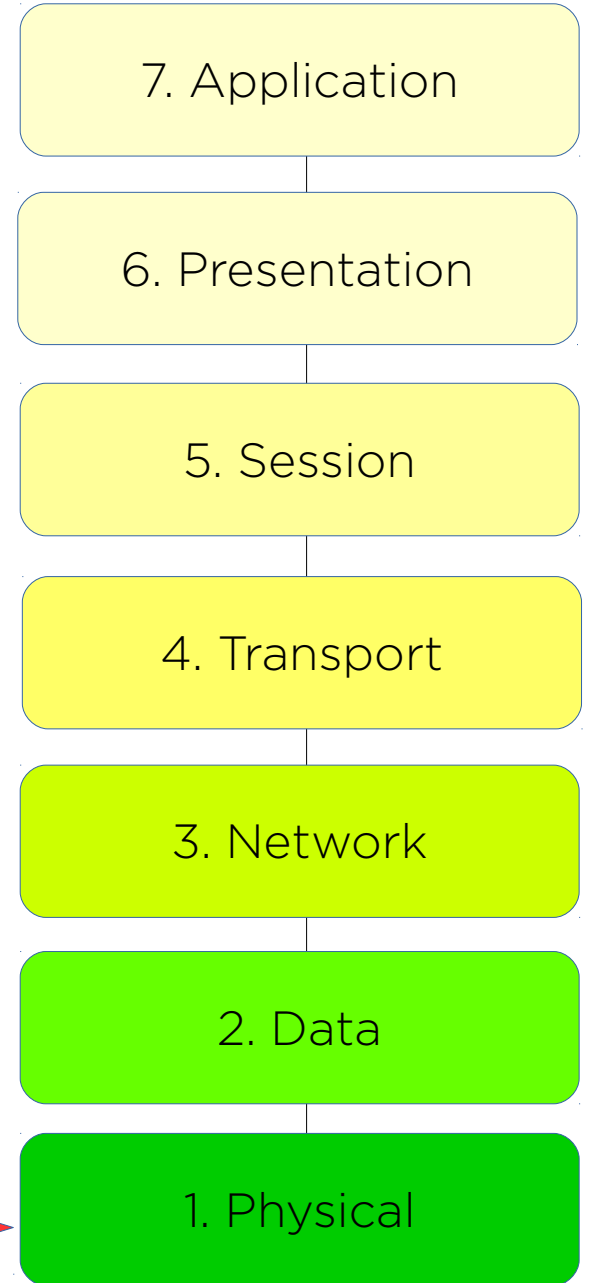 7. Application
6. Presentation
5. Session
4. Transport
3. Network
2. Data
1. Physical